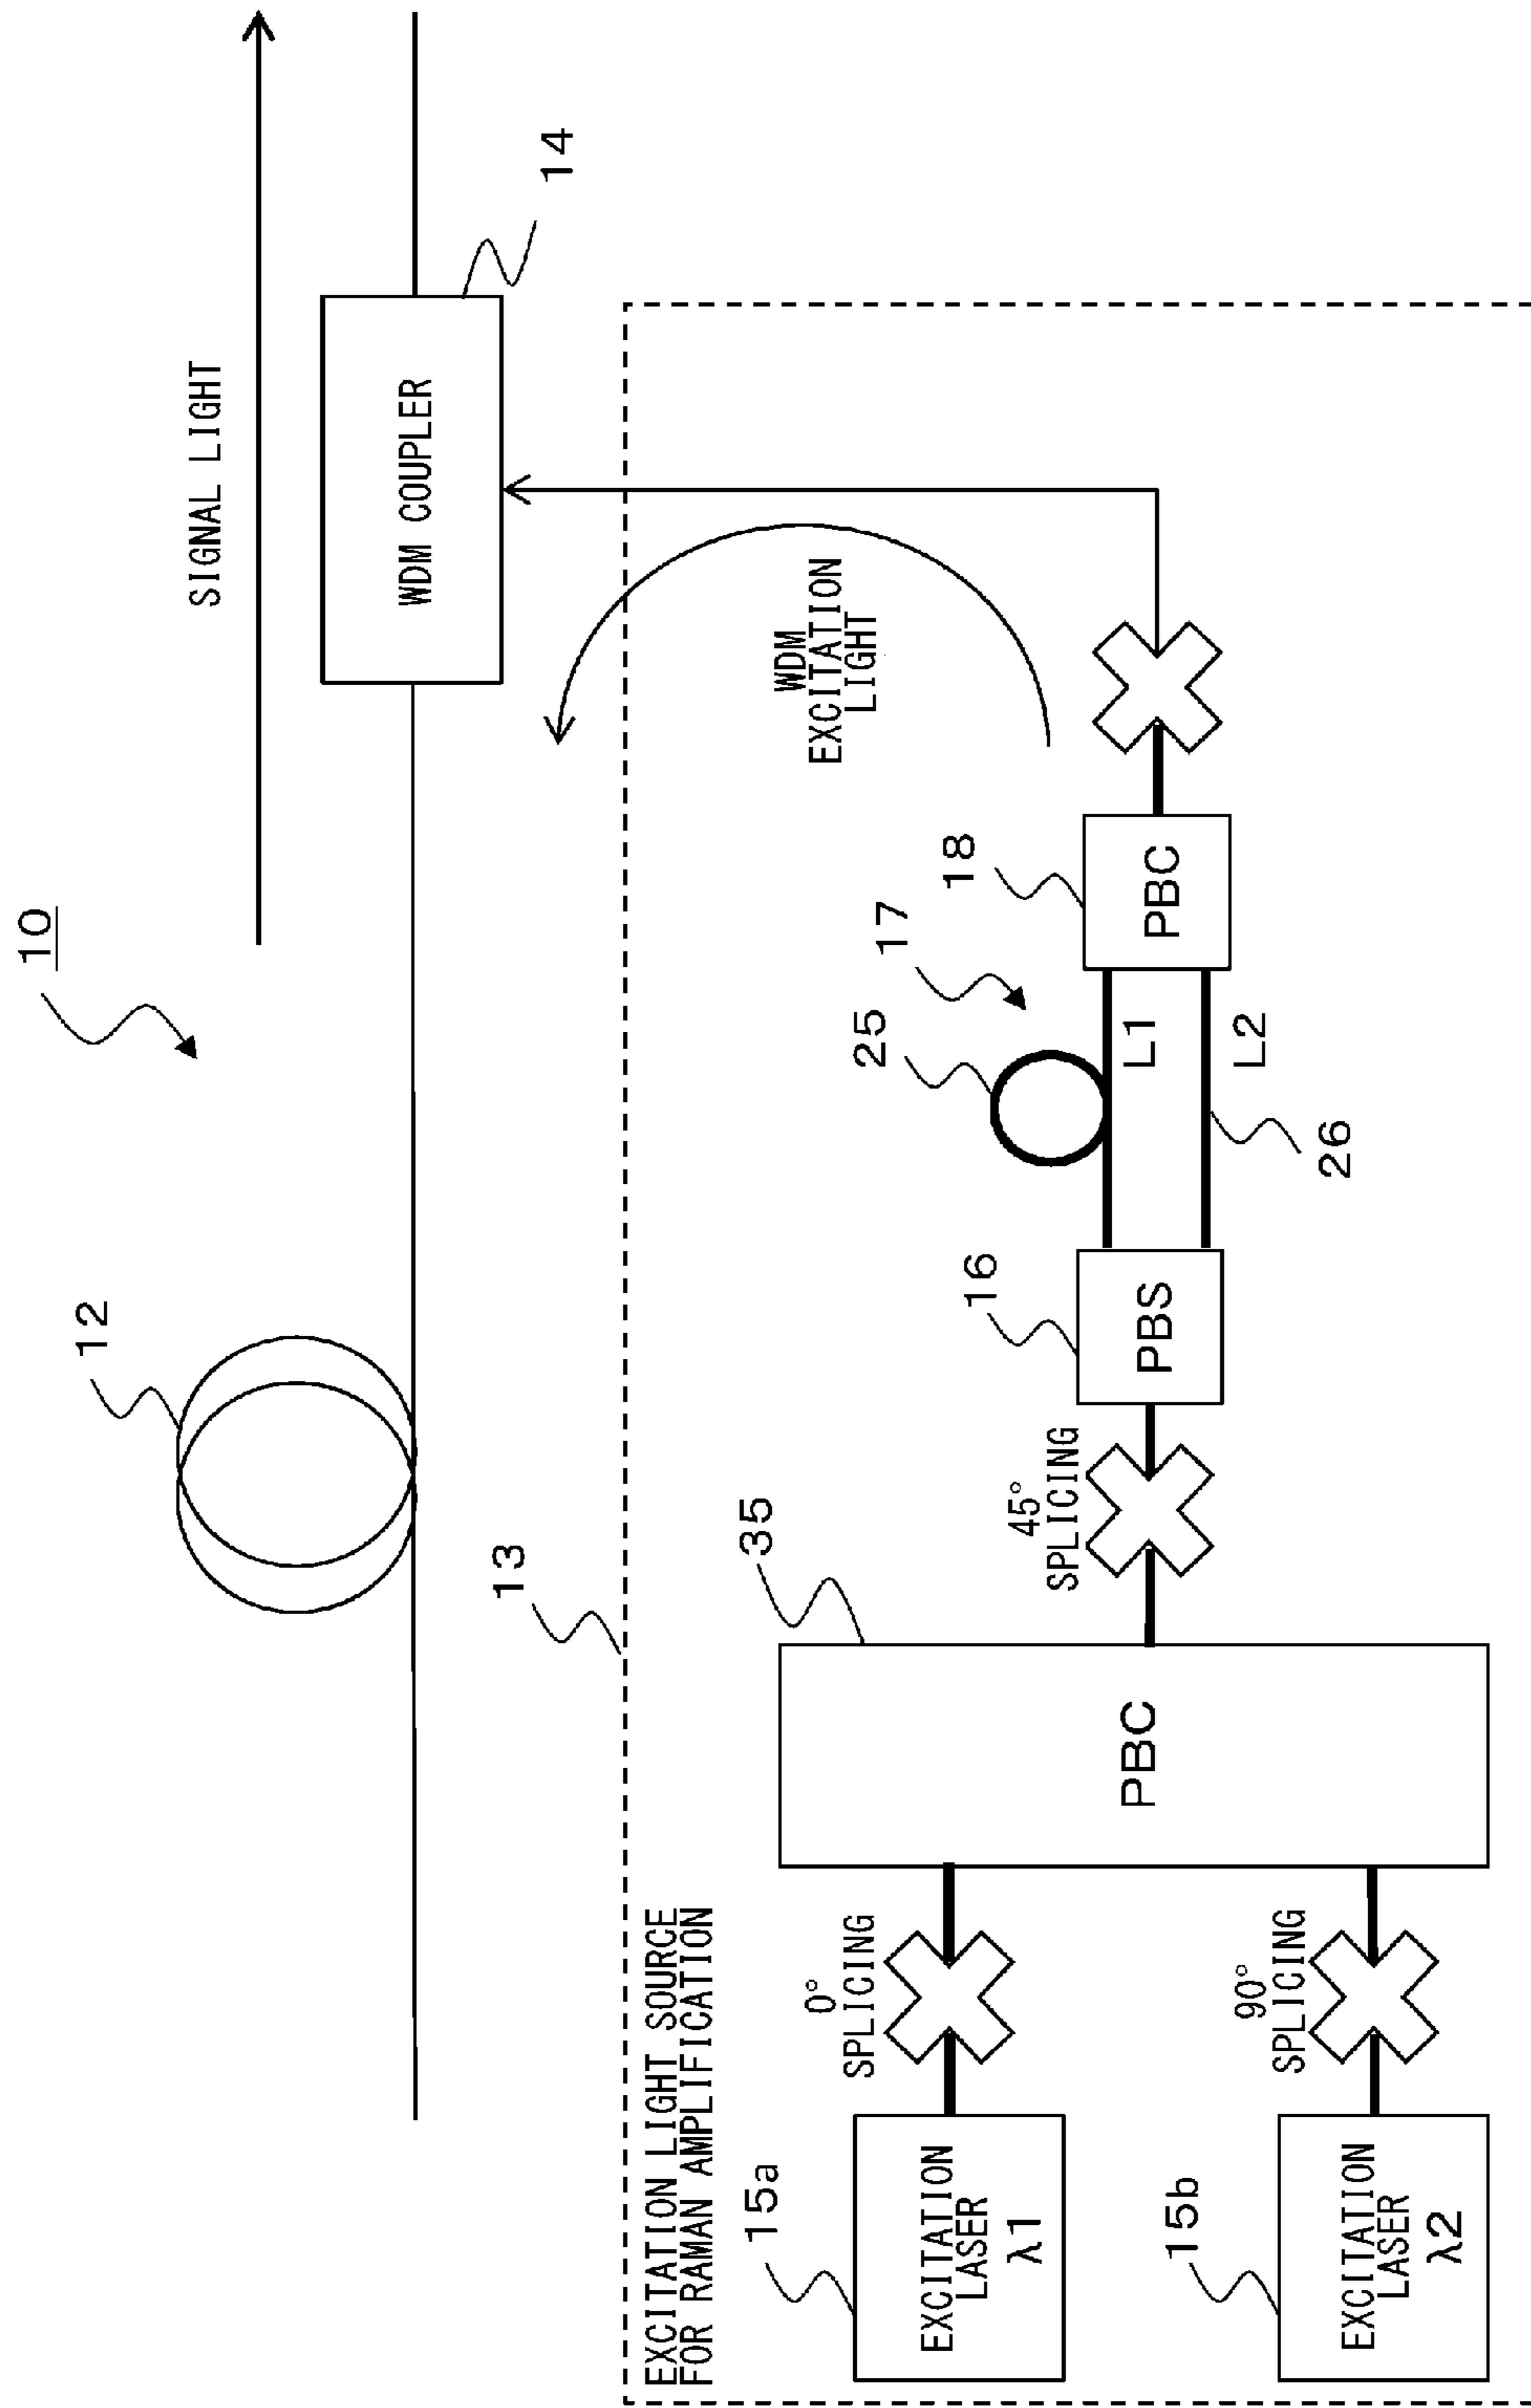 10
SIGNAL LIGHT
12
14
WDM COUPLER
13
EXCITATION LIGHT SOURCE
FOR RAMAN AMPLIFICATION
WDM
EXCITATION
LIGHT
15a
EXCITATION
LASER
λ1
0°
SPLICING
35
PBC
45°
SPLICING
16
PBS
25
17
18
L1
PBC
L2
26
15b
EXCITATION
LASER
λ2
90°
SPLICING